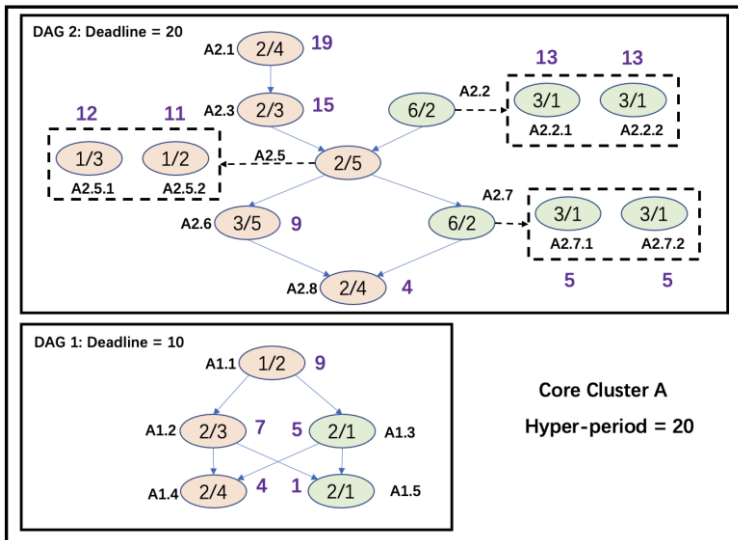 DAG 2: Deadline = 20
A2.1 2/4 19
A2.3 2/3 15
6/2 A2.2
13 13
3/1 3/1
A2.2.1 A2.2.2
12 11
1/3 1/2
A2.5.1 A2.5.2
A2.5 2/5
A2.6 3/5 9
6/2 A2.7
3/1 3/1
A2.7.1 A2.7.2
5 5
A2.8 2/4 4
DAG 1: Deadline = 10
A1.1 1/2 9
A1.2 2/3 7 5 2/1 A1.3
A1.4 2/4 4 1 2/1 A1.5
Core Cluster A
Hyper-period = 20